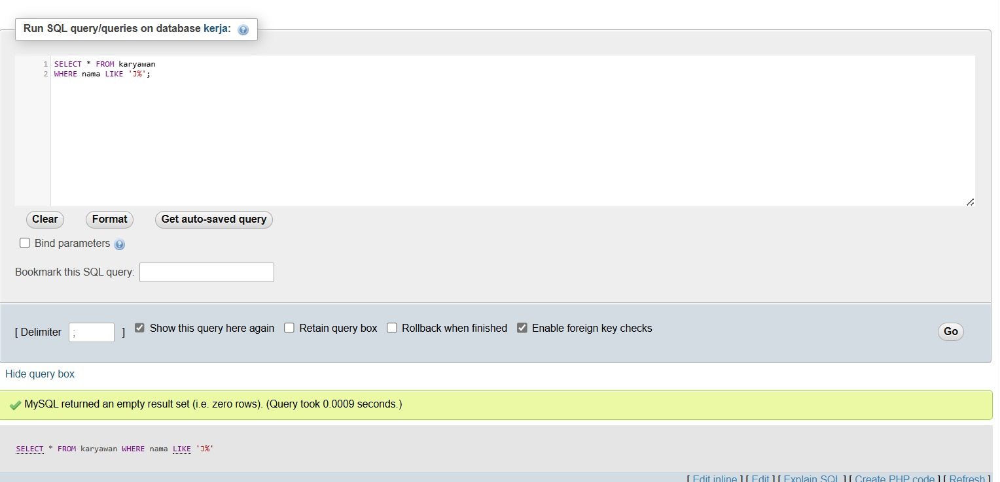 Run SQL query/queries on database kerja:
1 SELECT * FROM karyawan
2 WHERE nama LIKE 'J%';
Clear Format Get auto-saved query
Bind parameters
Bookmark this SQL query:
[ Delimiter ; ] Show this query here again Retain query box Rollback when finished Enable foreign key checks Go
Hide query box
MySQL returned an empty result set (i.e. zero rows). (Query took 0.0009 seconds.)
SELECT * FROM karyawan WHERE nama LIKE 'J%'
[ Edit inline ] [ Edit ] [ Explain SQL ] [ Create PHP code ] [ Refresh ]